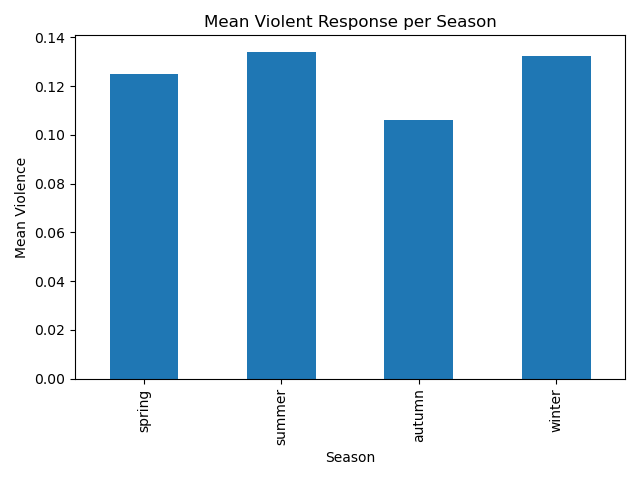 Mean Violent Response per Season
Mean Violence
0.14
0.12
0.10
0.08
0.06
0.04
0.02
0.00
spring
summer
autumn
winter
Season